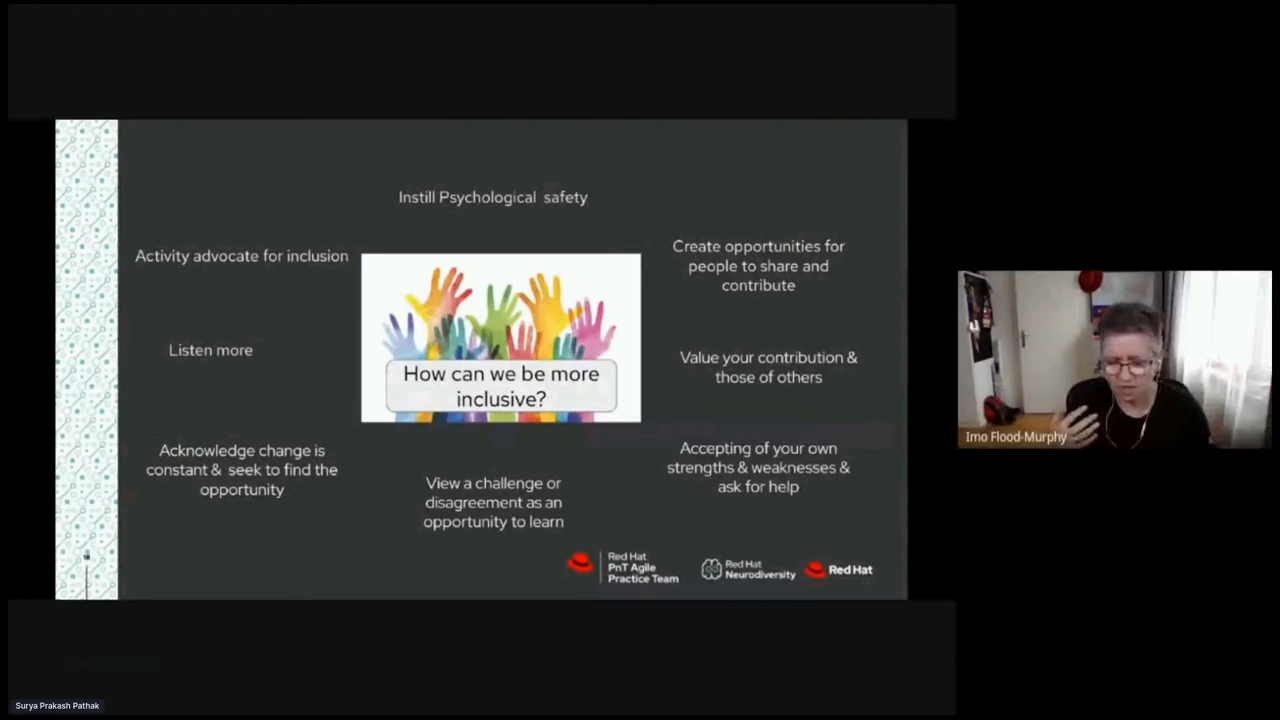 Instill Psychological safety
Activity advocate for inclusion
Create opportunities for
people to share and
contribute
How can we be more
inclusive?
Listen more
Value your contribution &
those of others
Acknowledge change is
constant & seek to find the
opportunity
View a challenge or
disagreement as an
opportunity to learn
Accepting of your own
strengths & weaknesses &
ask for help
Red Hat
PnT Agile
Practice Team
Red Hat
Neurodiversity
Red Hat
Imo Flood-Murphy
Surya Prakash Pathak